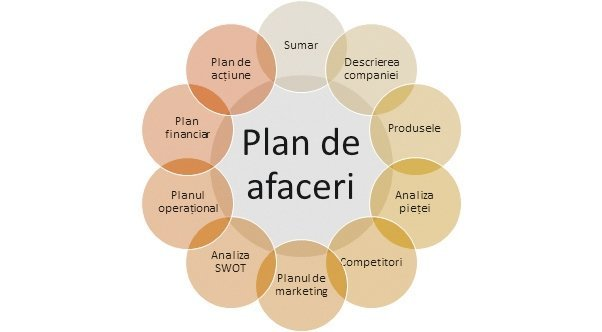 Sumar
Descrierea
companiei
Produsele
Analiza
pieței
Competitori
Planul de
marketing
Analiza
SWOT
Planul
operațional
Plan
financiar
Plan de
acțiune
Plan de
afaceri